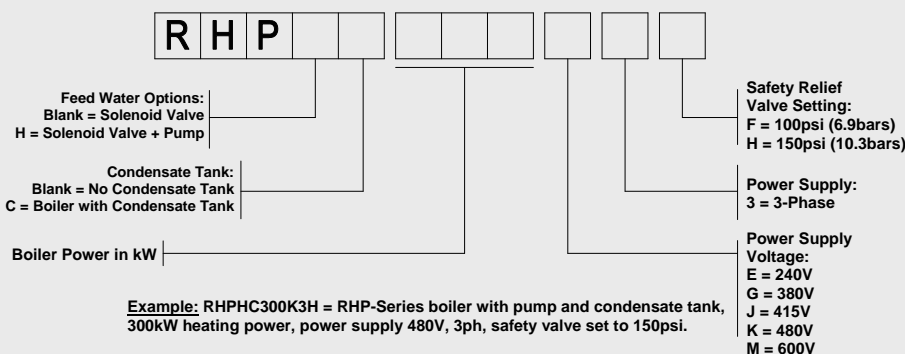 R H P
Feed Water Options:
Blank = Solenoid Valve
H = Solenoid Valve + Pump
Condensate Tank:
Blank = No Condensate Tank
C = Boiler with Condensate Tank
Boiler Power in kW
Safety Relief
Valve Setting:
F = 100psi (6.9bars)
H = 150psi (10.3bars)
Power Supply:
3 = 3-Phase
Power Supply
Voltage:
E = 240V
G = 380V
J = 415V
K = 480V
M = 600V
Example: RHPHC300K3H = RHP-Series boiler with pump and condensate tank,
300kW heating power, power supply 480V, 3ph, safety valve set to 150psi.